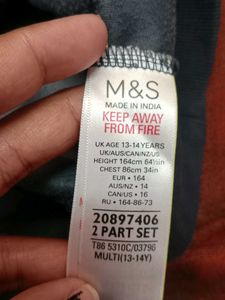 M&S
MADE IN INDIA
KEEP AWAY
FROM FIRE
UK AGE 13-14 YEARS
UK/AUS/CAN/NZ/US
HEIGHT 164cm 64½in
CHEST 86cm 34in
EUR • 164
AUS/NZ • 14
CAN/US • 16
RU • 164-86-73
20897406
2 PART SET
T86 5310C/03796
MULTI(13-14Y)